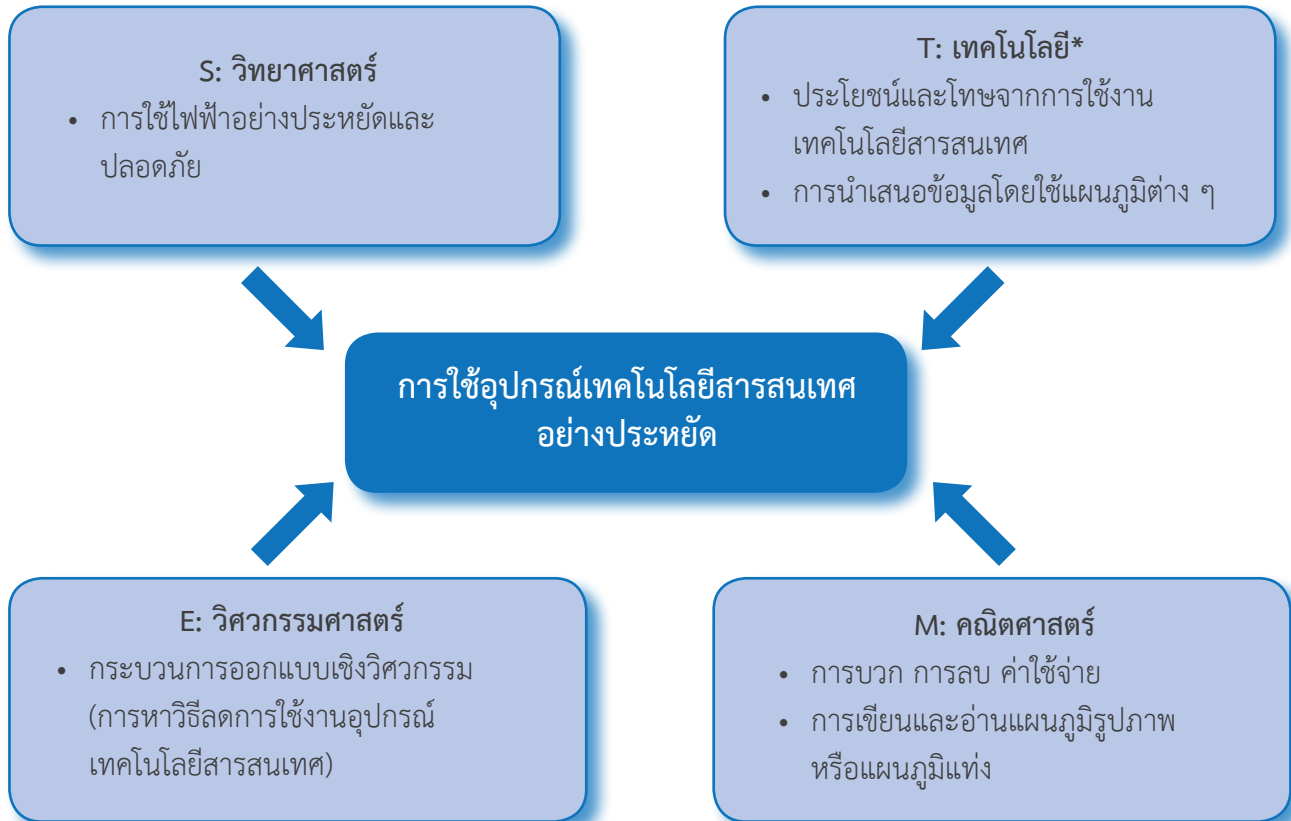 S: วิทยาศาสตร์
• การใช้ไฟฟ้าอย่างประหยัดและ
ปลอดภัย
T: เทคโนโลยี*
• ประโยชน์และโทษจากการใช้งาน
เทคโนโลยีสารสนเทศ
• การนำเสนอข้อมูลโดยใช้แผนภูมิต่าง ๆ
การใช้อุปกรณ์เทคโนโลยีสารสนเทศ
อย่างประหยัด
E: วิศวกรรมศาสตร์
• กระบวนการออกแบบเชิงวิศวกรรม
(การหาวิธีลดการใช้งานอุปกรณ์
เทคโนโลยีสารสนเทศ)
M: คณิตศาสตร์
• การบวก การลบ ค่าใช้จ่าย
• การเขียนและอ่านแผนภูมิรูปภาพ
หรือแผนภูมิแท่ง